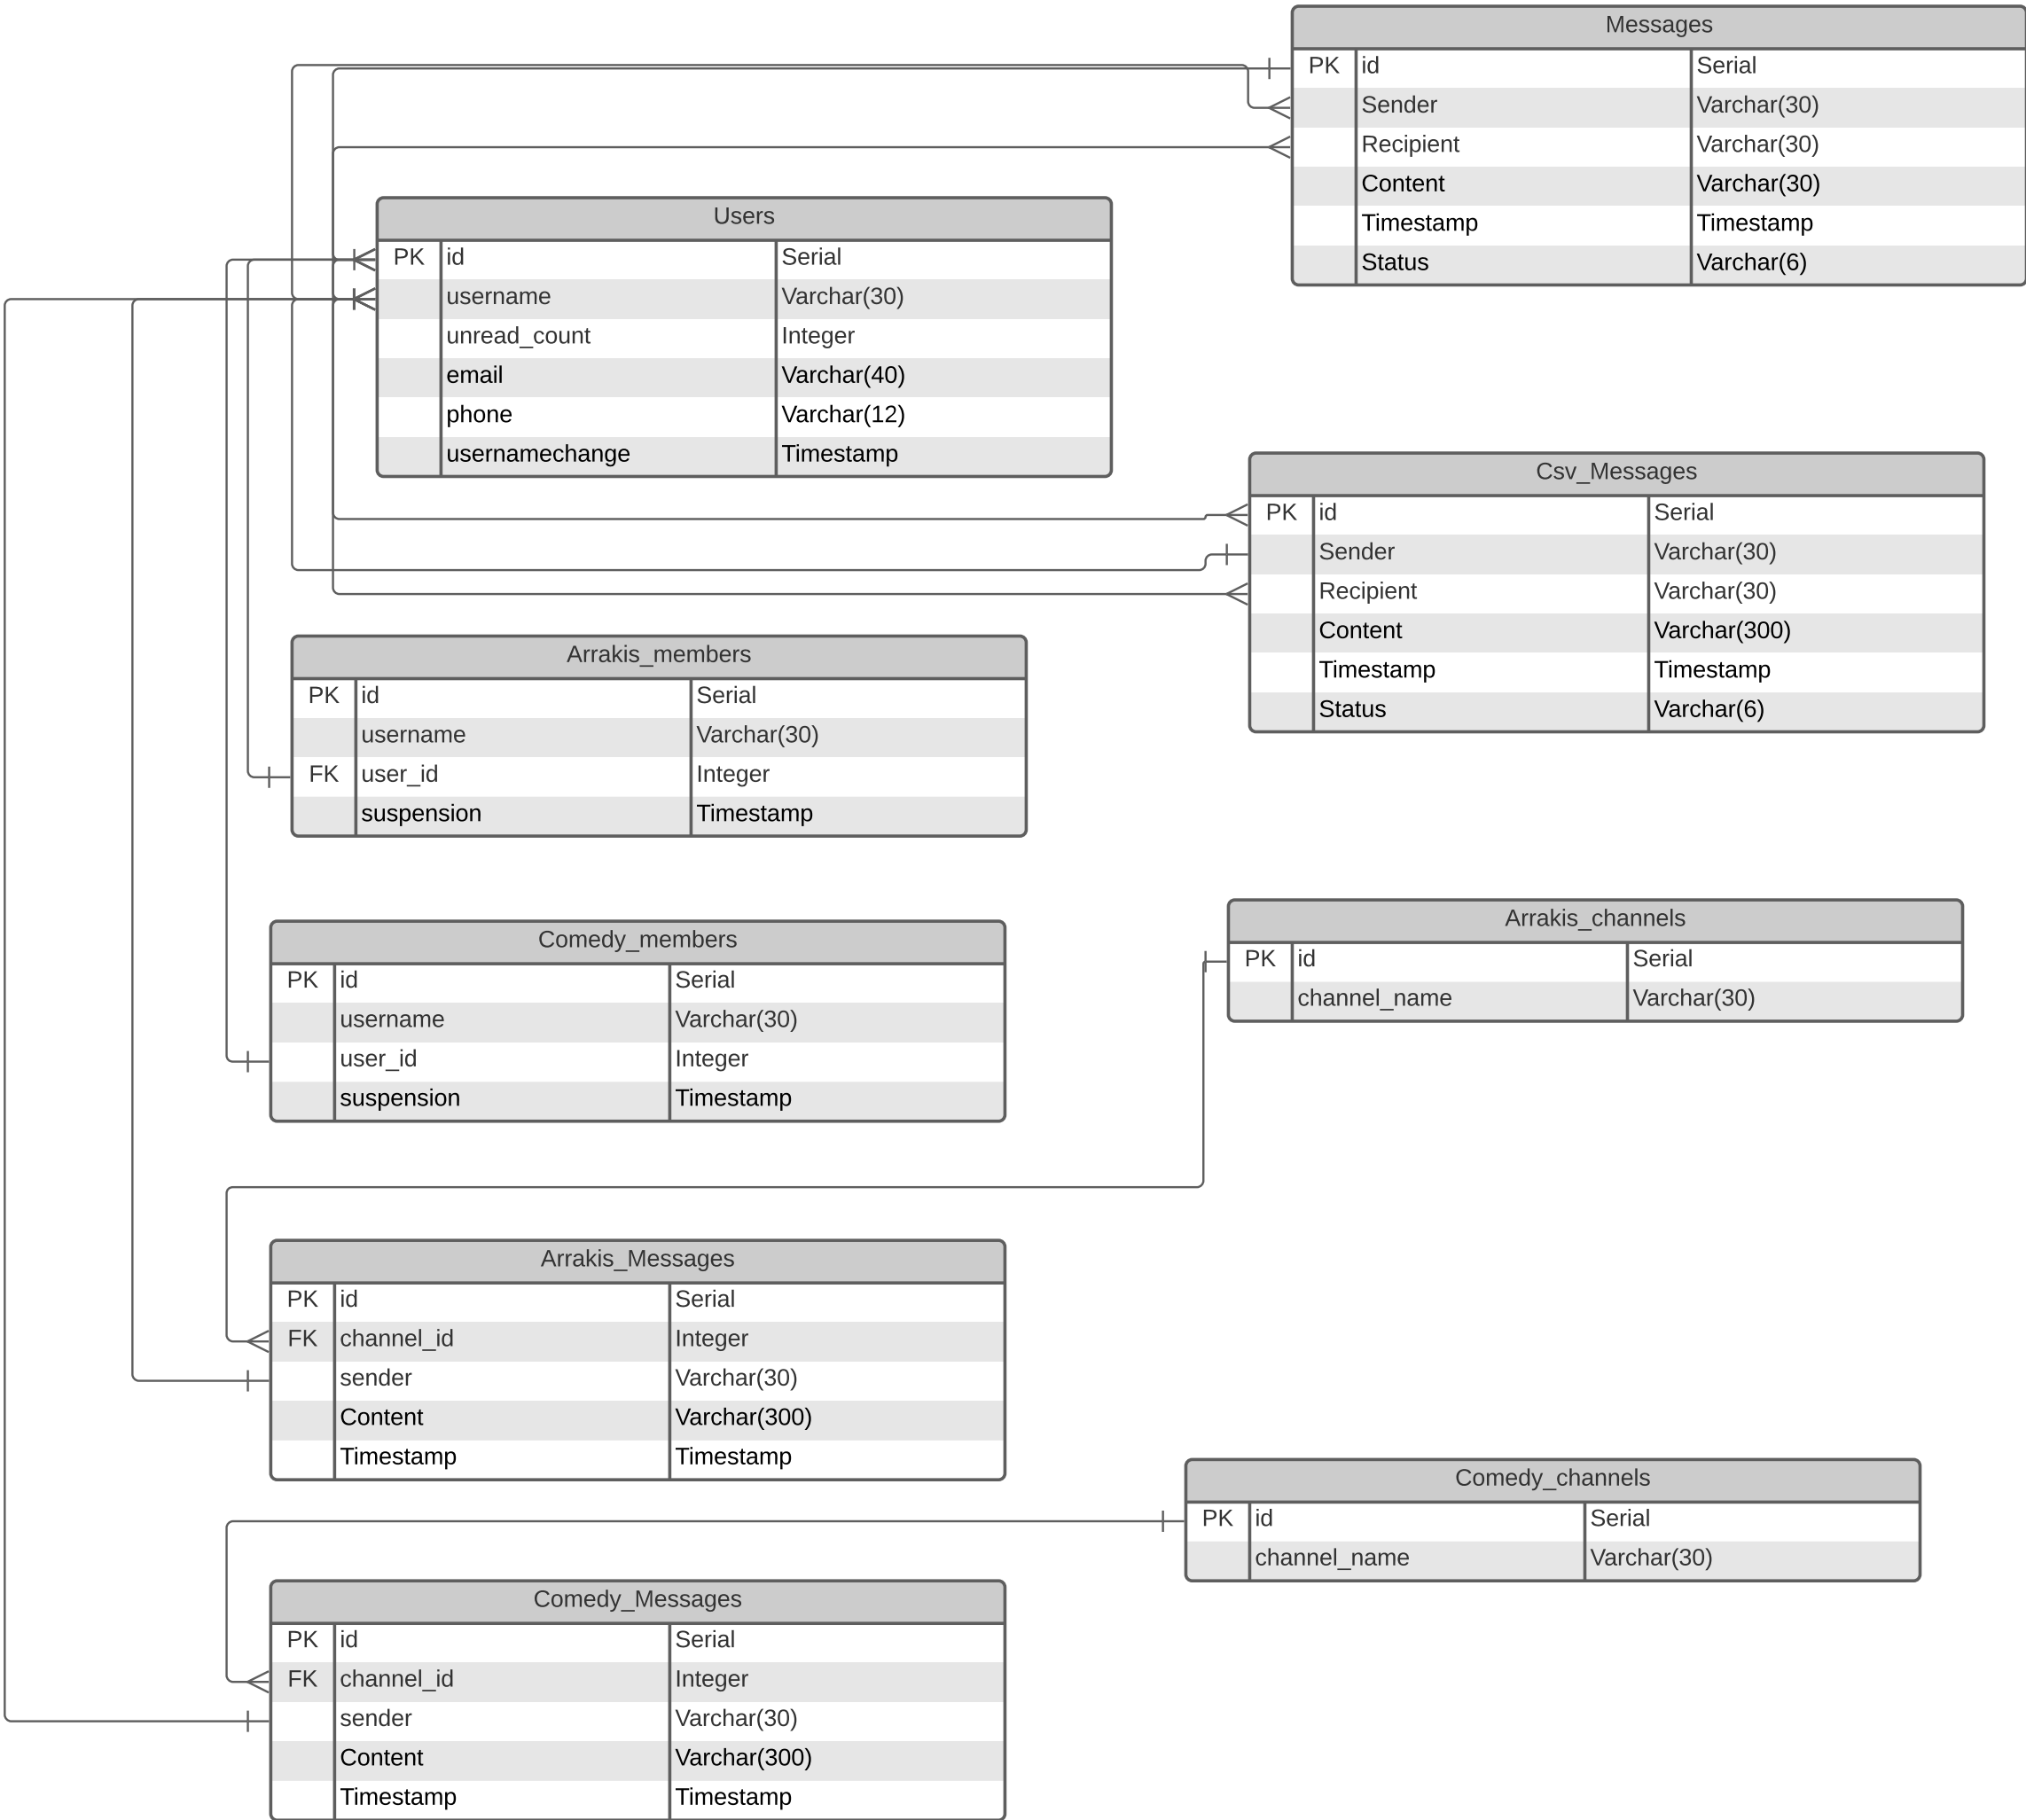 Messages
PK id Serial
Sender Varchar(30)
Recipient Varchar(30)
Content Varchar(30)
Timestamp Timestamp
Status Varchar(6)
Users
PK id Serial
username Varchar(30)
unread_count Integer
email Varchar(40)
phone Varchar(12)
usernamechange Timestamp
Csv_Messages
PK id Serial
Sender Varchar(30)
Recipient Varchar(30)
Content Varchar(300)
Timestamp Timestamp
Status Varchar(6)
Arrakis_members
PK id Serial
username Varchar(30)
FK user_id Integer
suspension Timestamp
Arrakis_channels
PK id Serial
channel_name Varchar(30)
Comedy_members
PK id Serial
username Varchar(30)
user_id Integer
suspension Timestamp
Arrakis_Messages
PK id Serial
FK channel_id Integer
sender Varchar(30)
Content Varchar(300)
Timestamp Timestamp
Comedy_channels
PK id Serial
channel_name Varchar(30)
Comedy_Messages
PK id Serial
FK channel_id Integer
sender Varchar(30)
Content Varchar(300)
Timestamp Timestamp